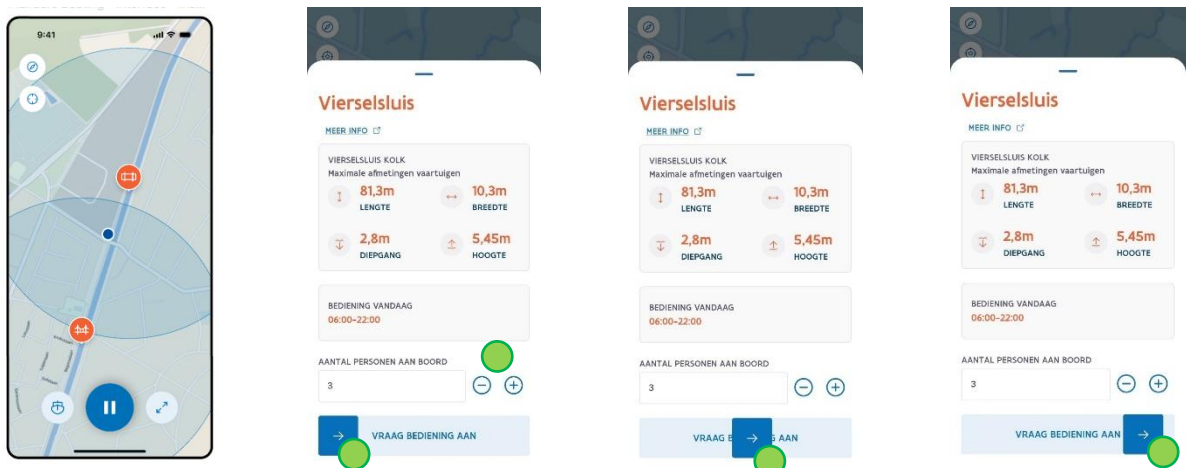 9:41
Vierselsluis
MEER INFO
VIERSELSLUIS KOLK
Maximale afmetingen vaartuigen
81,3m
LENGTE
10,3m
BREEDTE
2,8m
DIEPGANG
5,45m
HOOGTE
BEDIENING VANDAAG
06:00-22:00
AANTAL PERSONEN AAN BOORD
3
VRAAG BEDIENING AAN
Vierselsluis
MEER INFO
VIERSELSLUIS KOLK
Maximale afmetingen vaartuigen
81,3m
LENGTE
10,3m
BREEDTE
2,8m
DIEPGANG
5,45m
HOOGTE
BEDIENING VANDAAG
06:00-22:00
AANTAL PERSONEN AAN BOORD
3
VRAAG AAN
Vierselsluis
MEER INFO
VIERSELSLUIS KOLK
Maximale afmetingen vaartuigen
81,3m
LENGTE
10,3m
BREEDTE
2,8m
DIEPGANG
5,45m
HOOGTE
BEDIENING VANDAAG
06:00-22:00
AANTAL PERSONEN AAN BOORD
3
VRAAG BEDIENING AAN